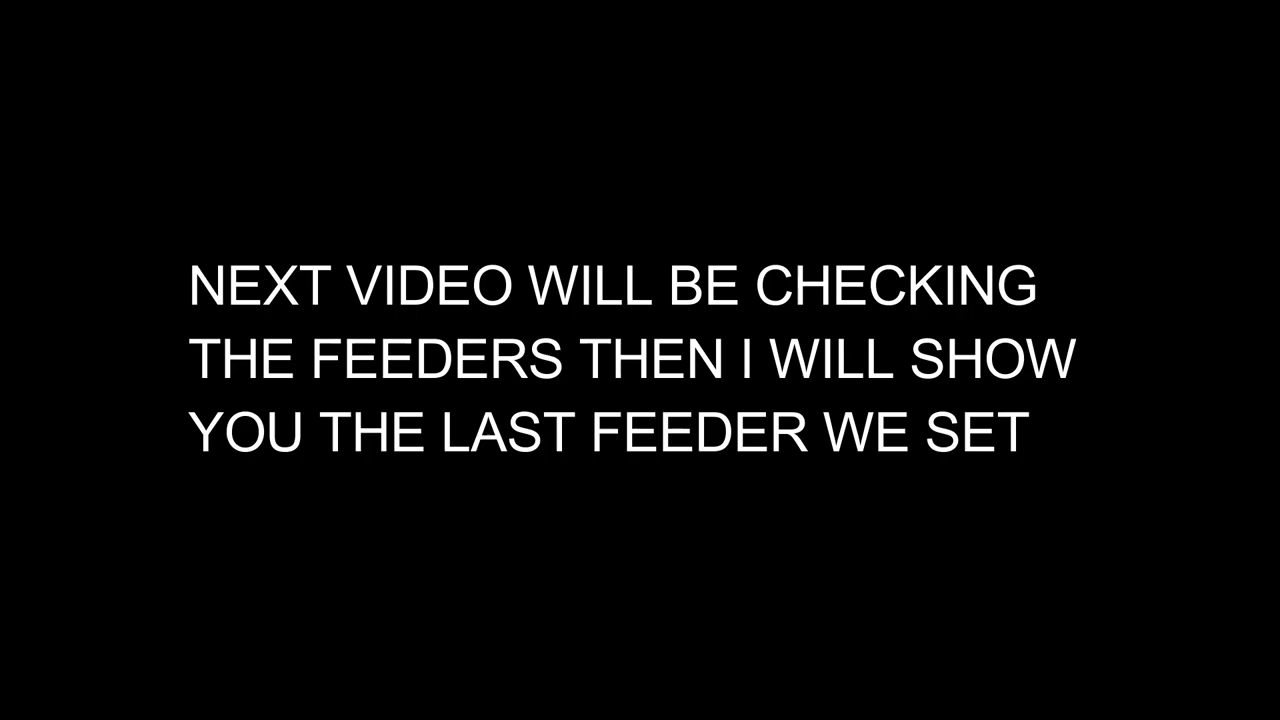 NEXT VIDEO WILL BE CHECKING
THE FEEDERS THEN I WILL SHOW
YOU THE LAST FEEDER WE SET